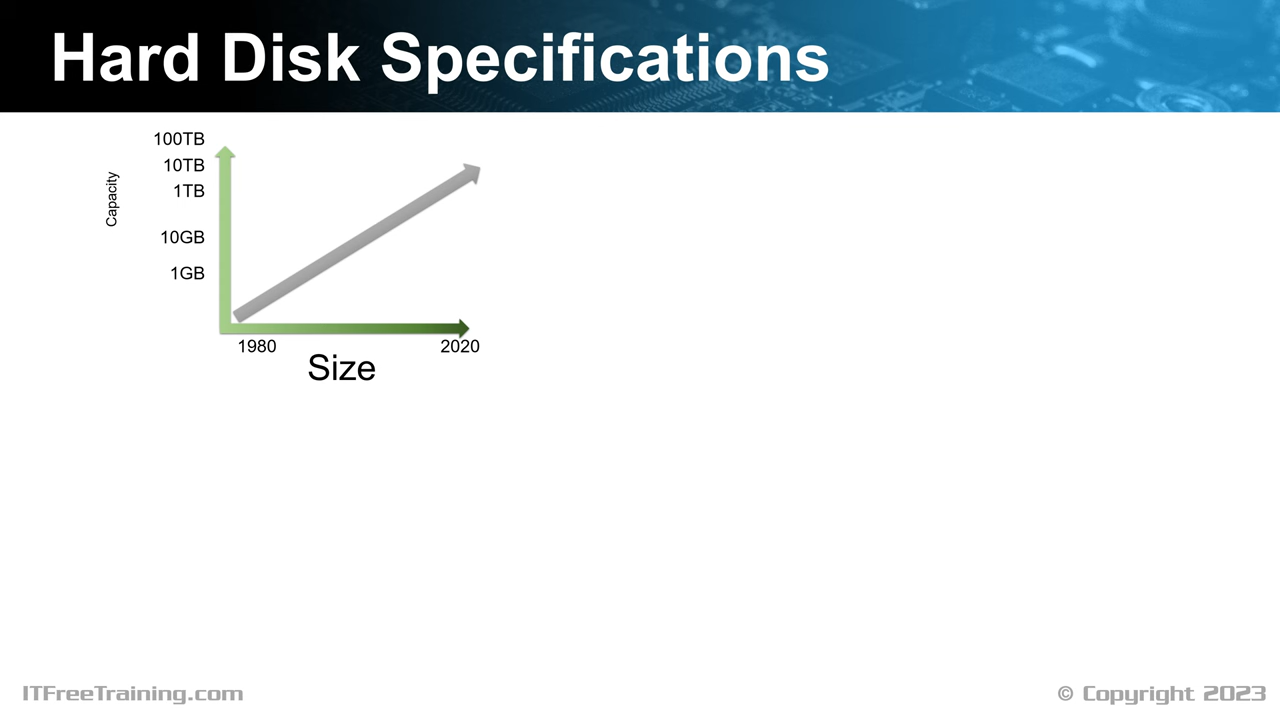 Hard Disk Specifications
100TB
10TB
1TB
10GB
1GB
Capacity
1980
2020
Size
ITFreeTraining.com
© Copyright 2023